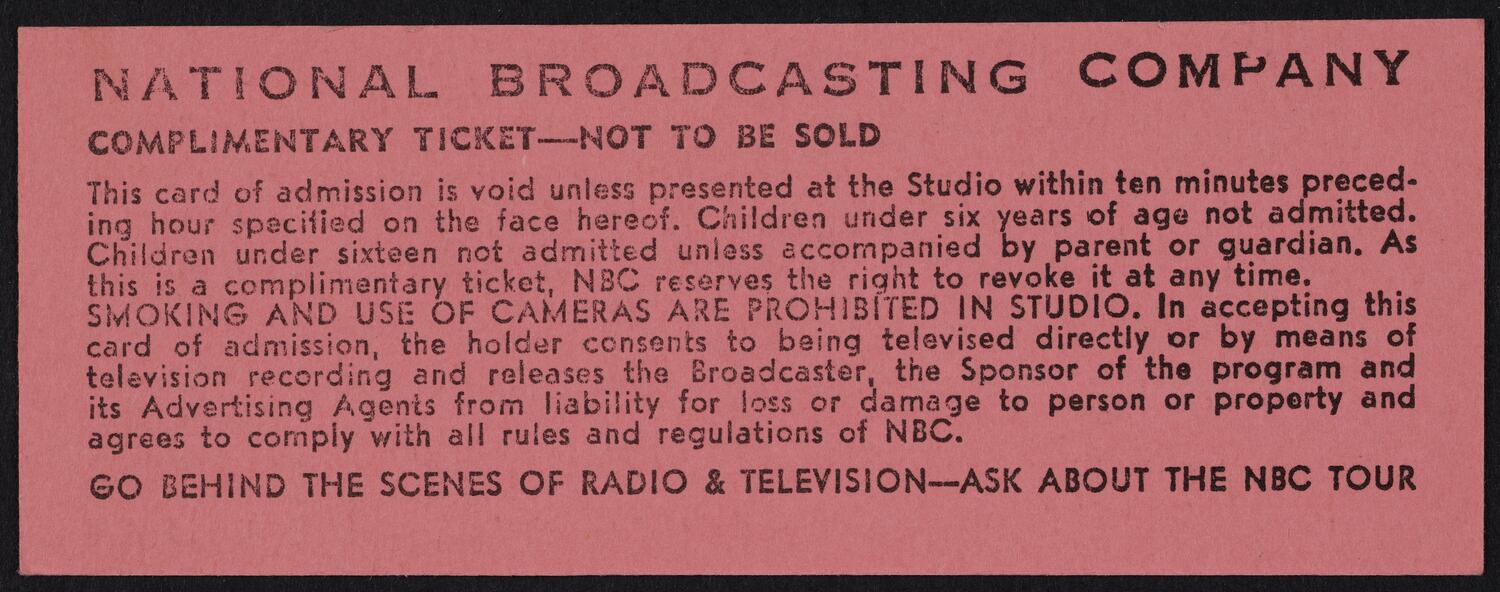 NATIONAL BROADCASTING COMPANY
COMPLIMENTARY TICKET—NOT TO BE SOLD
This card of admission is void unless presented at the Studio within ten minutes preced-
ing hour specified on the face hereof. Children under six years of age not admitted.
Children under sixteen not admitted unless accompanied by parent or guardian. As
this is a complimentary ticket, NBC reserves the right to revoke it at any time.
SMOKING AND USE OF CAMERAS ARE PROHIBITED IN STUDIO. In accepting this
card of admission, the holder consents to being televised directly or by means of
television recording and releases the Broadcaster, the Sponsor of the program and
its Advertising Agents from liability for loss or damage to person or property and
agrees to comply with all rules and regulations of NBC.
GO BEHIND THE SCENES OF RADIO & TELEVISION—ASK ABOUT THE NBC TOUR